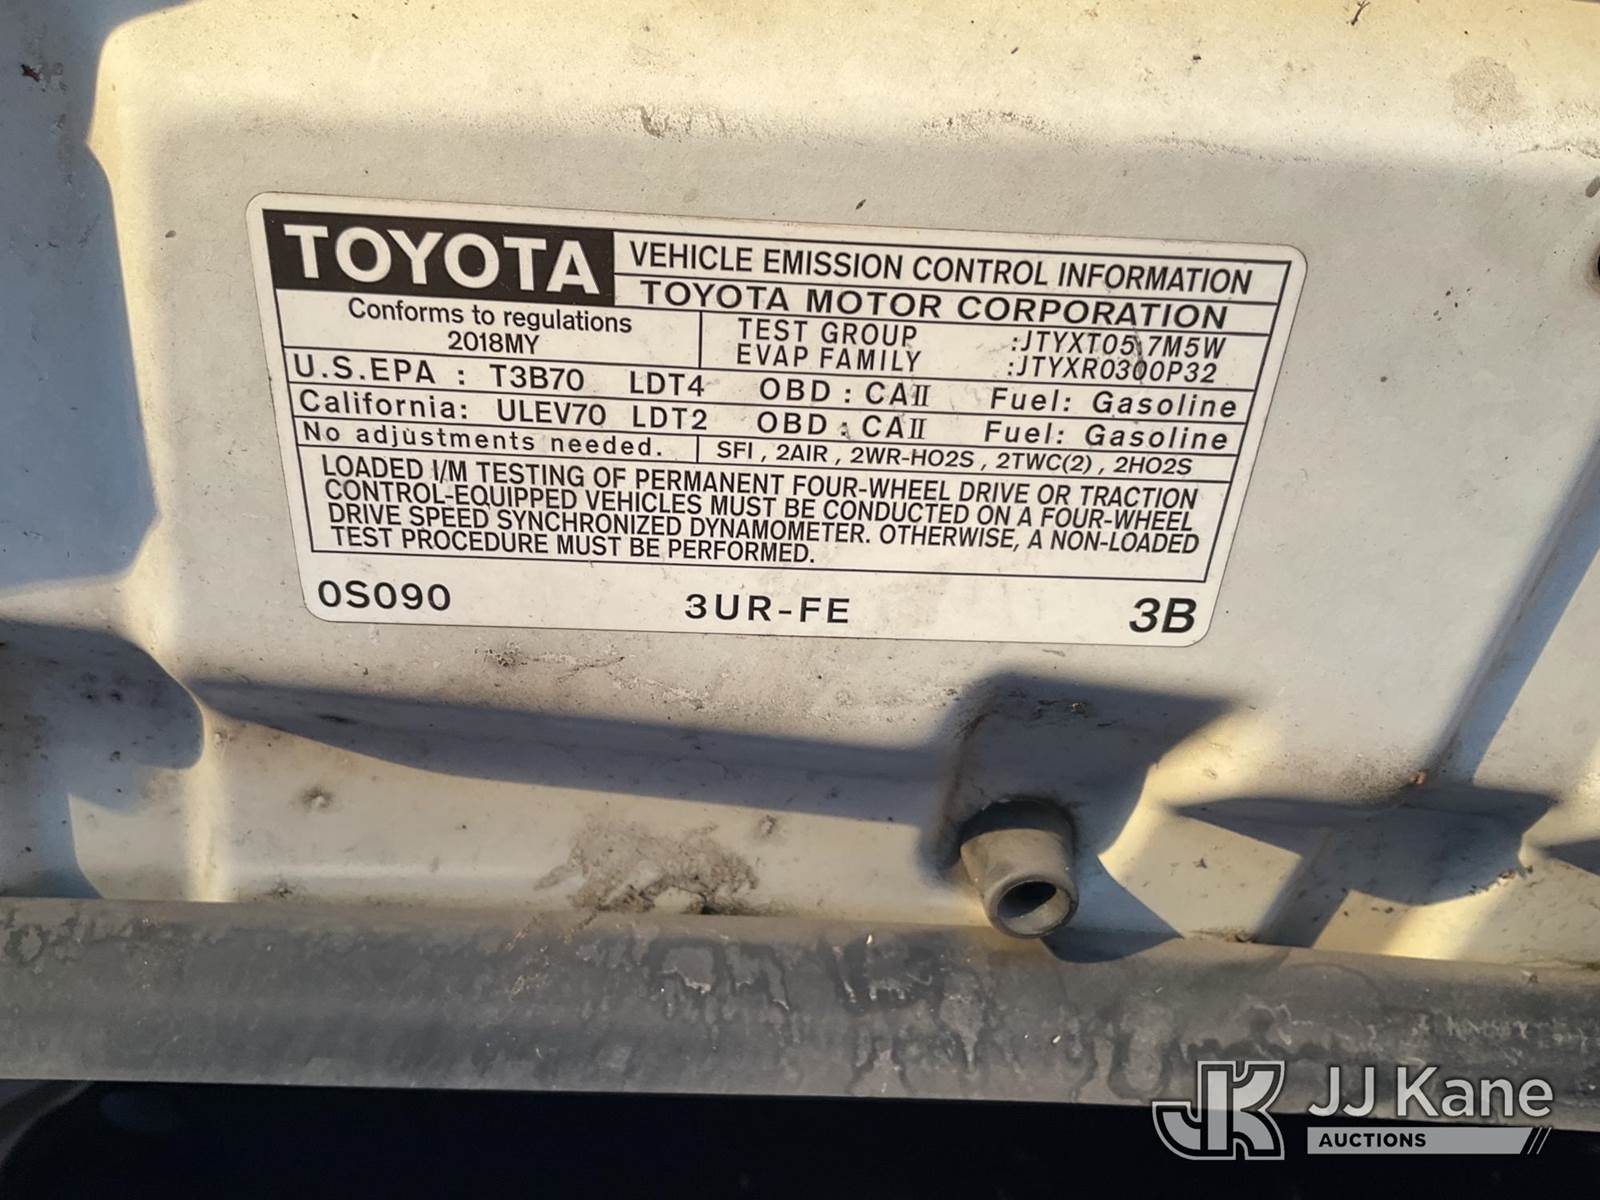 TOYOTA
VEHICLE EMISSION CONTROL INFORMATION
TOYOTA MOTOR CORPORATION
Conforms to regulations
2018MY
TEST GROUP :JTYXT05.7M5W
EVAP FAMILY :JTYXR0300P32
U.S.EPA : T3B70 LDT4 OBD : CAII Fuel: Gasoline
California: ULEV70 LDT2 OBD : CAII Fuel: Gasoline
No adjustments needed. SFI , 2AIR , 2WR-HO2S , 2TWC(2) , 2HO2S
LOADED I/M TESTING OF PERMANENT FOUR-WHEEL DRIVE OR TRACTION
CONTROL-EQUIPPED VEHICLES MUST BE CONDUCTED ON A FOUR-WHEEL
DRIVE SPEED SYNCHRONIZED DYNAMOMETER. OTHERWISE, A NON-LOADED
TEST PROCEDURE MUST BE PERFORMED.
0S090 3UR-FE 3B
JK JJ Kane
AUCTIONS